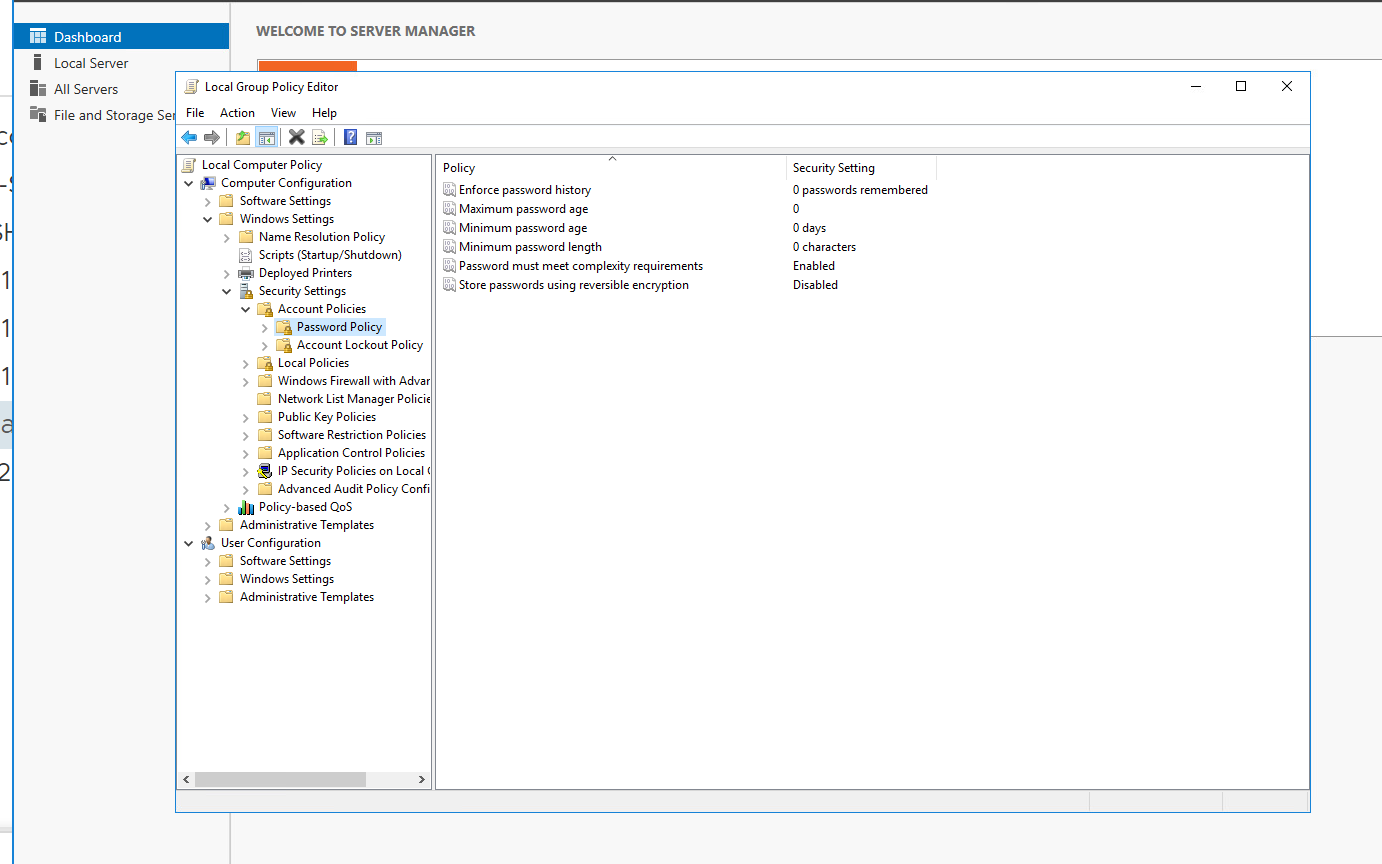 Dashboard
Local Server
All Servers
File and Storage Ser
WELCOME TO SERVER MANAGER
Local Group Policy Editor
File Action View Help
Local Computer Policy
Computer Configuration
Software Settings
Windows Settings
Name Resolution Policy
Scripts (Startup/Shutdown)
Deployed Printers
Security Settings
Account Policies
Password Policy
Account Lockout Policy
Local Policies
Windows Firewall with Advar
Network List Manager Policie
Public Key Policies
Software Restriction Policies
Application Control Policies
IP Security Policies on Local
Advanced Audit Policy Confi
Policy-based QoS
Administrative Templates
User Configuration
Software Settings
Windows Settings
Administrative Templates
Policy Security Setting
Enforce password history 0 passwords remembered
Maximum password age 0
Minimum password age 0 days
Minimum password length 0 characters
Password must meet complexity requirements Enabled
Store passwords using reversible encryption Disabled